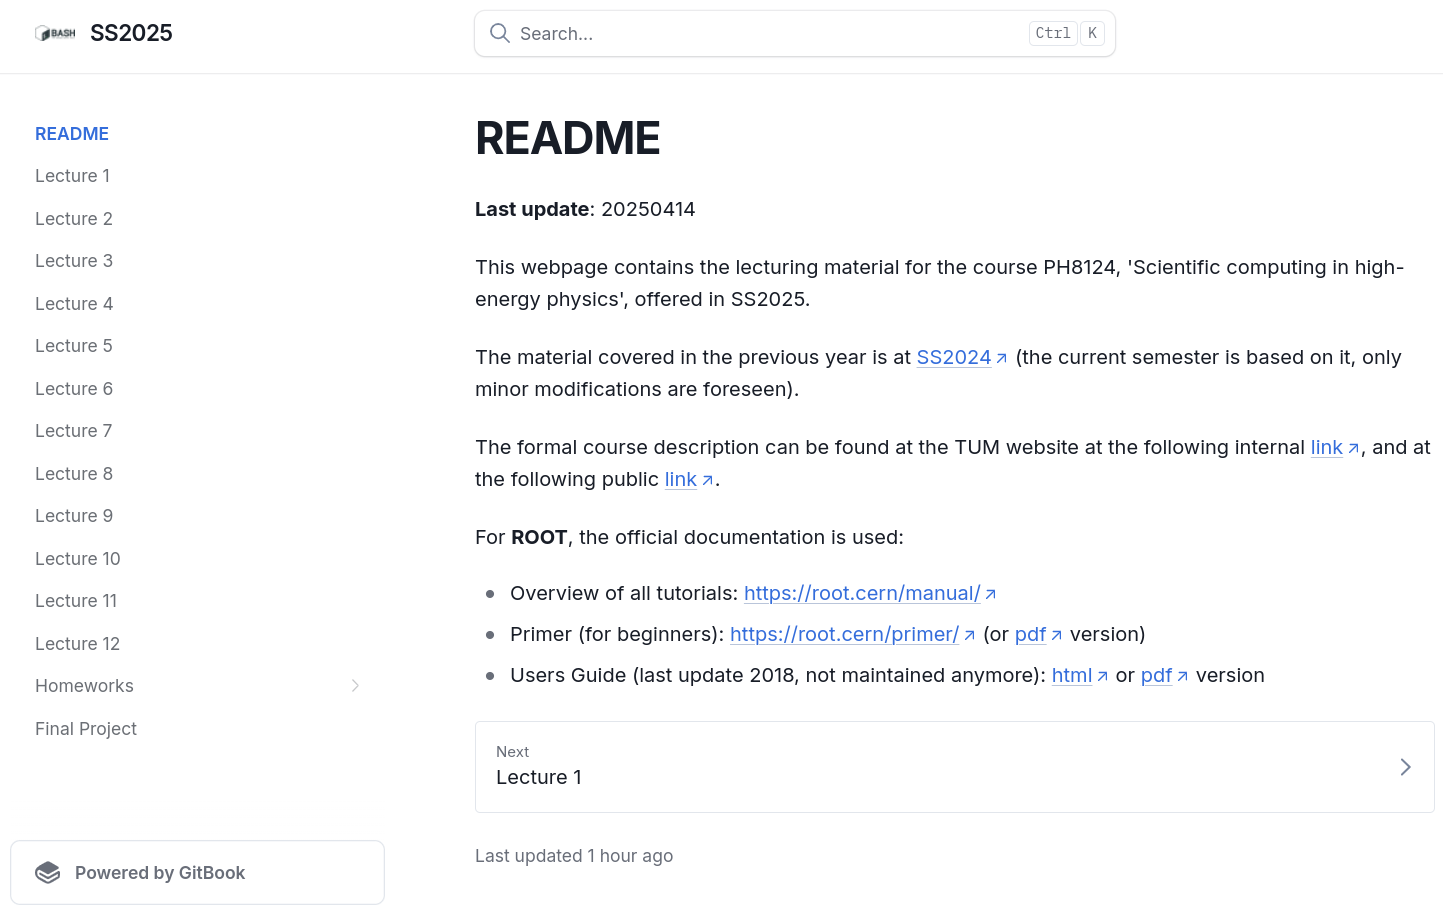 BASH
SS2025
Search...
Ctrl K
README
Lecture 1
Lecture 2
Lecture 3
Lecture 4
Lecture 5
Lecture 6
Lecture 7
Lecture 8
Lecture 9
Lecture 10
Lecture 11
Lecture 12
Homeworks
Final Project
Powered by GitBook
README
Last update: 20250414
This webpage contains the lecturing material for the course PH8124, 'Scientific computing in high-
energy physics', offered in SS2025.
The material covered in the previous year is at SS2024 (the current semester is based on it, only
minor modifications are foreseen).
The formal course description can be found at the TUM website at the following internal link, and at
the following public link.
For ROOT, the official documentation is used:
Overview of all tutorials: https://root.cern/manual/
Primer (for beginners): https://root.cern/primer/ (or pdf version)
Users Guide (last update 2018, not maintained anymore): html or pdf version
Next
Lecture 1
Last updated 1 hour ago